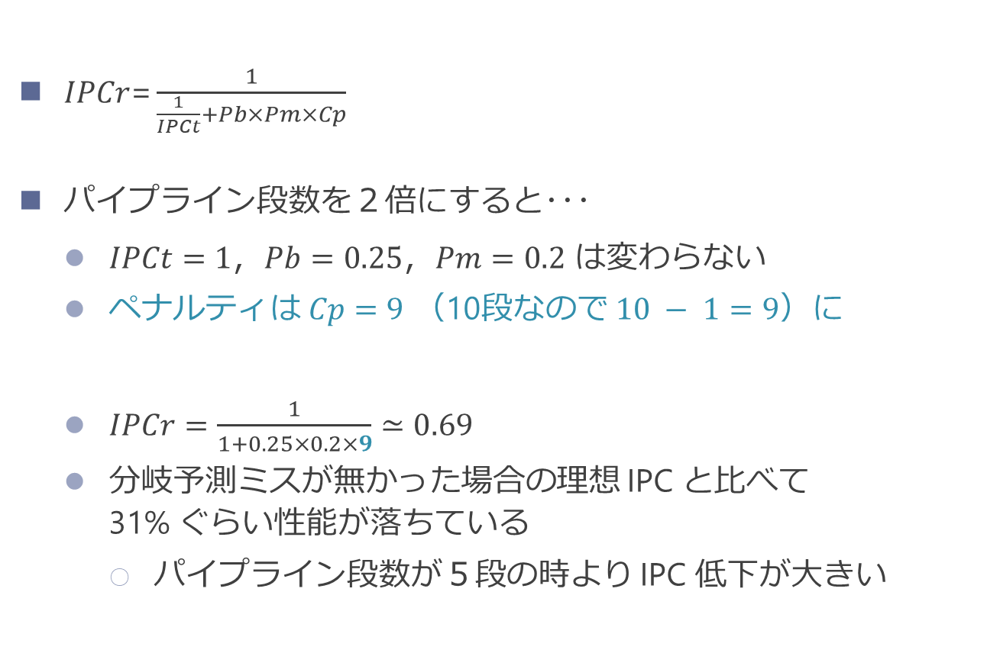 ■ IPCr=\frac{1}{\frac{1}{IPCt}+Pb×Pm×Cp}
■ パイプライン段数を２倍にすると･･･
● IPCt = 1, Pb = 0.25, Pm = 0.2 は変わらない
● ペナルティは Cp = 9 （10段なので 10 − 1 = 9）に
● IPCr = \frac{1}{1+0.25×0.2×9} ≃ 0.69
● 分岐予測ミスが無かった場合の理想 IPC と比べて
31% ぐらい性能が落ちている
○ パイプライン段数が５段の時より IPC 低下が大きい